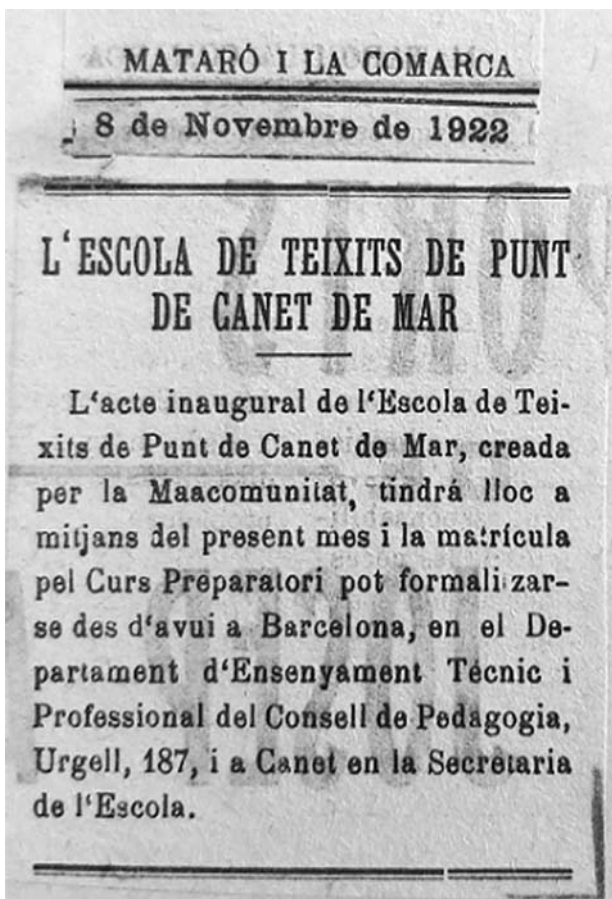 MATARÓ I LA COMARCA
8 de Novembre de 1922
L'ESCOLA DE TEIXITS DE PUNT
DE CANET DE MAR
L'acte inaugural de l'Escola de Tei-
xits de Punt de Canet de Mar, creada
per la Maacomunitat, tindrá lloc a
mitjans del present mes i la matrícula
pel Curs Preparatori pot formalizar-
se des d'avui a Barcelona, en el De-
partament d'Ensenyament Técnic i
Professional del Consell de Pedagogia,
Urgell, 187, i a Canet en la Secretaria
de l'Escola.